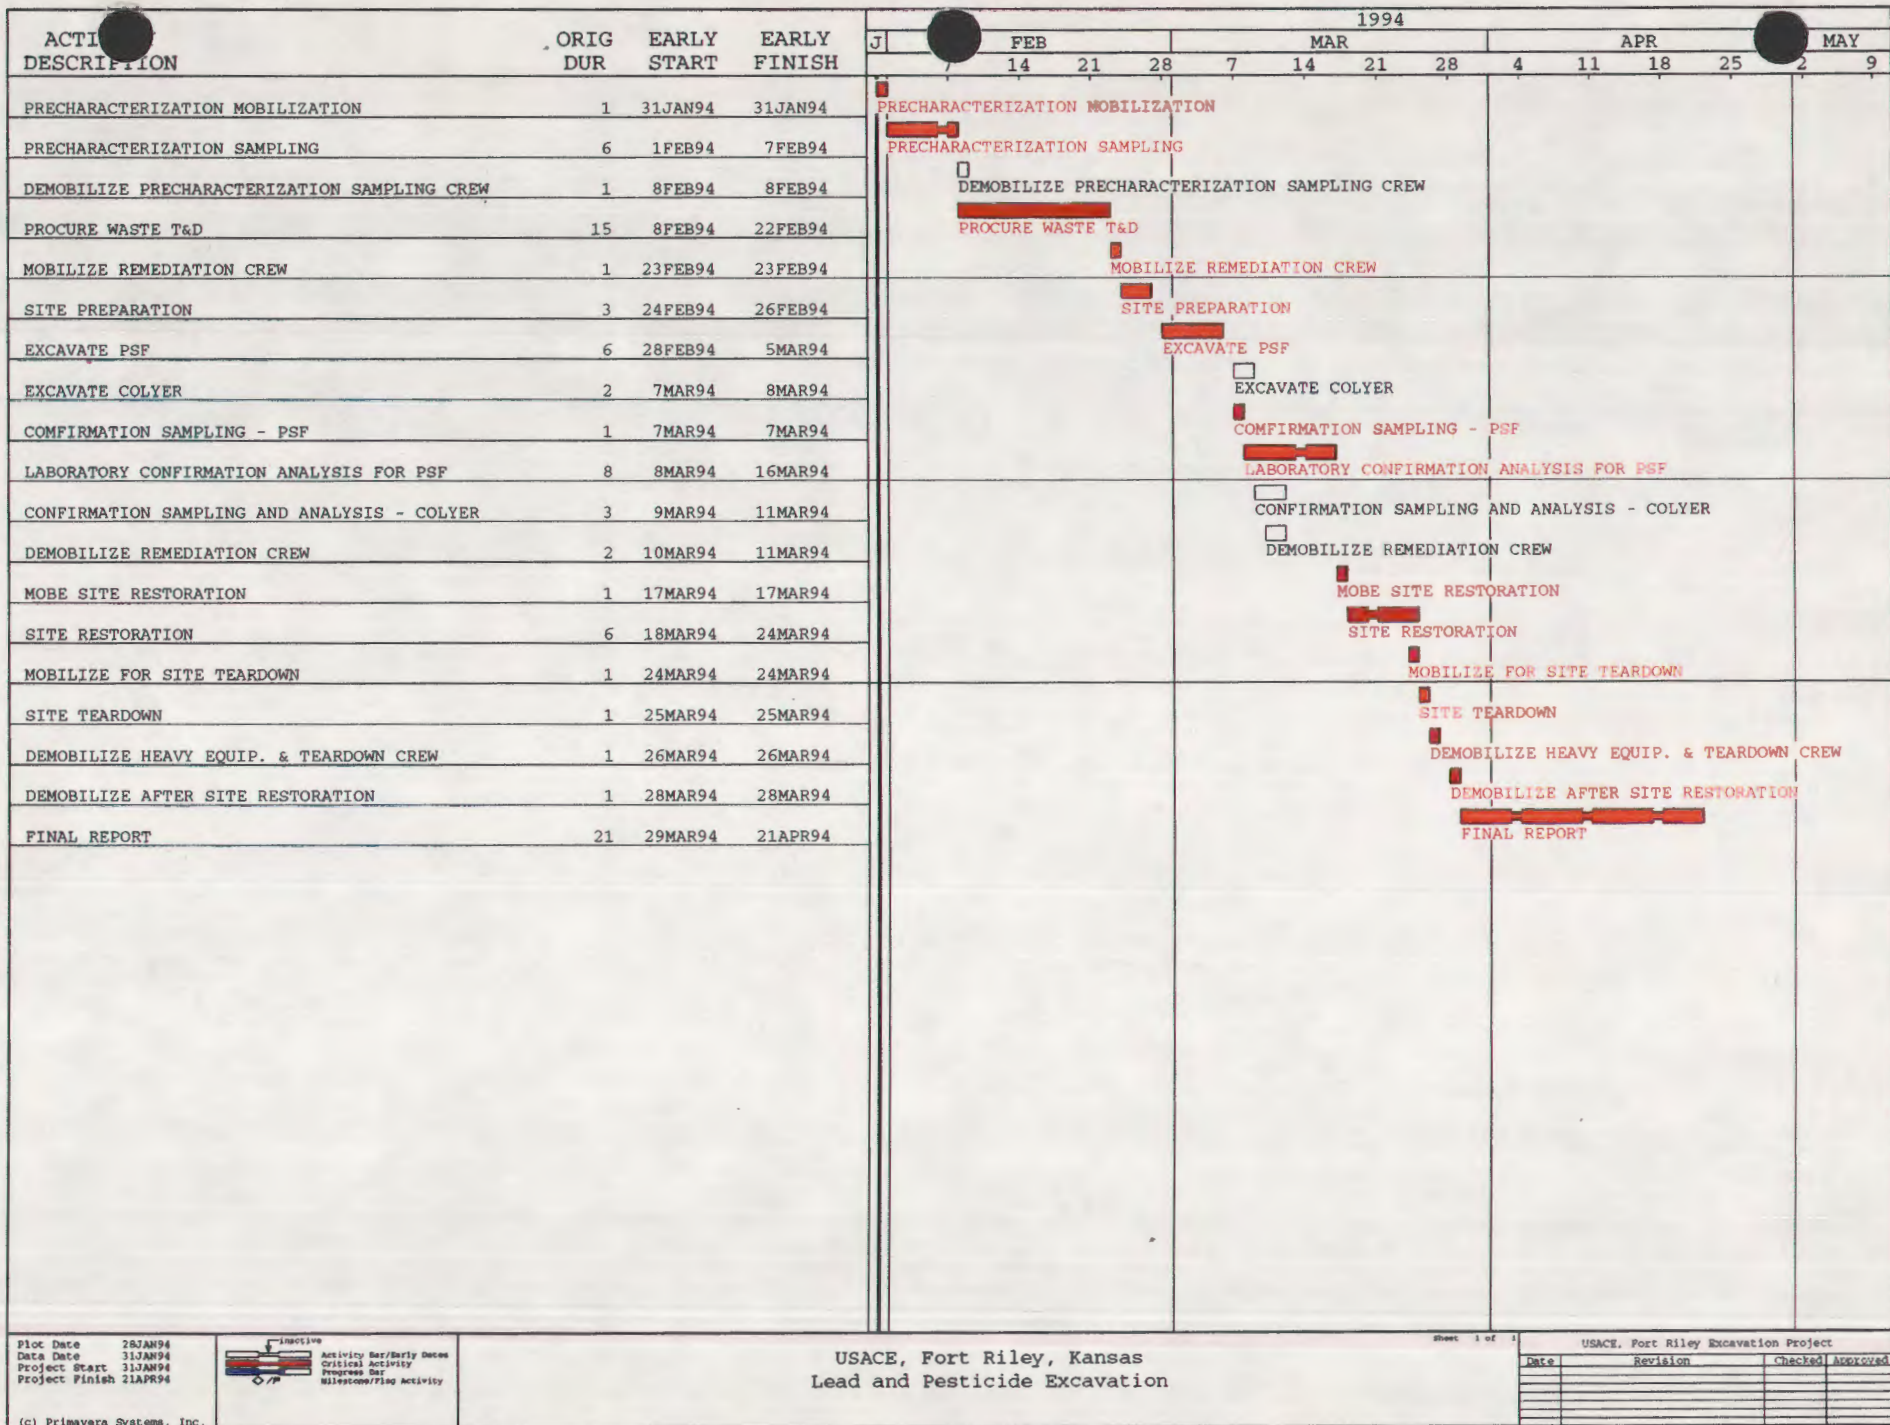 1994
ORIG EARLY EARLY J FEB MAR APR MAY
DESCRIPTION DUR START FINISH 7 14 21 28 7 14 21 28 4 11 18 25 2 9
PRECHARACTERIZATION MOBILIZATION 1 31JAN94 31JAN94 PRECHARACTERIZATION MOBILIZATION
PRECHARACTERIZATION SAMPLING 6 1FEB94 7FEB94 PRECHARACTERIZATION SAMPLING
DEMOBILIZE PRECHARACTERIZATION SAMPLING CREW 1 8FEB94 8FEB94 DEMOBILIZE PRECHARACTERIZATION SAMPLING CREW
PROCURE WASTE T&D 15 8FEB94 22FEB94 PROCURE WASTE T&D
MOBILIZE REMEDIATION CREW 1 23FEB94 23FEB94 MOBILIZE REMEDIATION CREW
SITE PREPARATION 3 24FEB94 26FEB94 SITE PREPARATION
EXCAVATE PSF 6 28FEB94 5MAR94 EXCAVATE PSF
EXCAVATE COLYER 2 7MAR94 8MAR94 EXCAVATE COLYER
COMFIRMATION SAMPLING - PSF 1 7MAR94 7MAR94 COMFIRMATION SAMPLING - PSF
LABORATORY CONFIRMATION ANALYSIS FOR PSF 8 8MAR94 16MAR94 LABORATORY CONFIRMATION ANALYSIS FOR PSF
CONFIRMATION SAMPLING AND ANALYSIS - COLYER 3 9MAR94 11MAR94 CONFIRMATION SAMPLING AND ANALYSIS - COLYER
DEMOBILIZE REMEDIATION CREW 2 10MAR94 11MAR94 DEMOBILIZE REMEDIATION CREW
MOBE SITE RESTORATION 1 17MAR94 17MAR94 MOBE SITE RESTORATION
SITE RESTORATION 6 18MAR94 24MAR94 SITE RESTORATION
MOBILIZE FOR SITE TEARDOWN 1 24MAR94 24MAR94 MOBILIZE FOR SITE TEARDOWN
SITE TEARDOWN 1 25MAR94 25MAR94 SITE TEARDOWN
DEMOBILIZE HEAVY EQUIP. & TEARDOWN CREW 1 26MAR94 26MAR94 DEMOBILIZE HEAVY EQUIP. & TEARDOWN CREW
DEMOBILIZE AFTER SITE RESTORATION 1 28MAR94 28MAR94 DEMOBILIZE AFTER SITE RESTORATION
FINAL REPORT 21 29MAR94 21APR94 FINAL REPORT
Plot Date 28JAN94
Data Date 31JAN94
Project Start 31JAN94
Project Finish 21APR94
(c) Primavera Systems, Inc.
inactive
Activity Bar/Early Dates
Critical Activity
Progress Bar
Milestone/Flag Activity
USACE, Fort Riley, Kansas
Lead and Pesticide Excavation
Sheet 1 of 1
USACE, Fort Riley Excavation Project
Date Revision Checked Approved